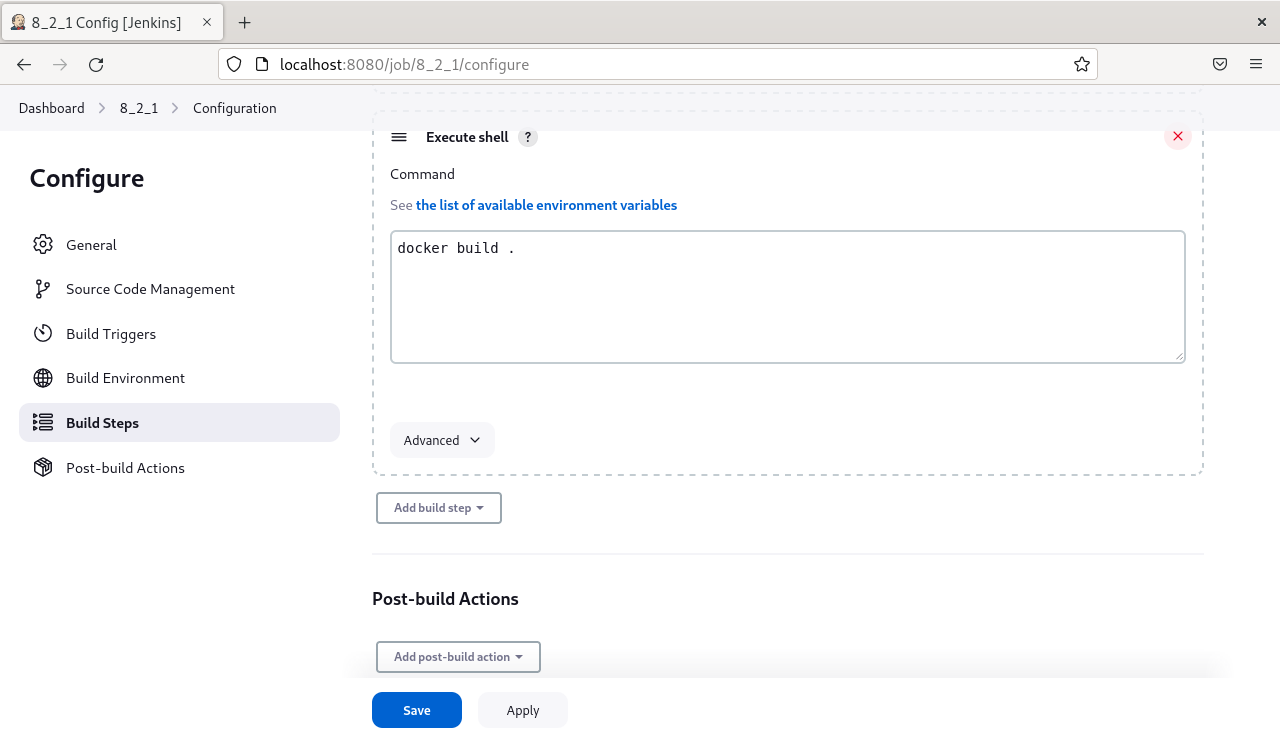 8_2_1 Config [Jenkins]
localhost:8080/job/8_2_1/configure
Dashboard
8_2_1
Configuration
Configure
General
Source Code Management
Build Triggers
Build Environment
Build Steps
Post-build Actions
Execute shell ?
Command
See the list of available environment variables
docker build .
Advanced
Add build step
Post-build Actions
Add post-build action
Save
Apply